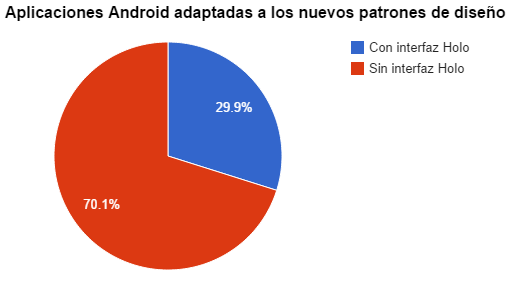 Aplicaciones Android adaptadas a los nuevos patrones de diseño
Con interfaz Holo
Sin interfaz Holo
29.9%
70.1%